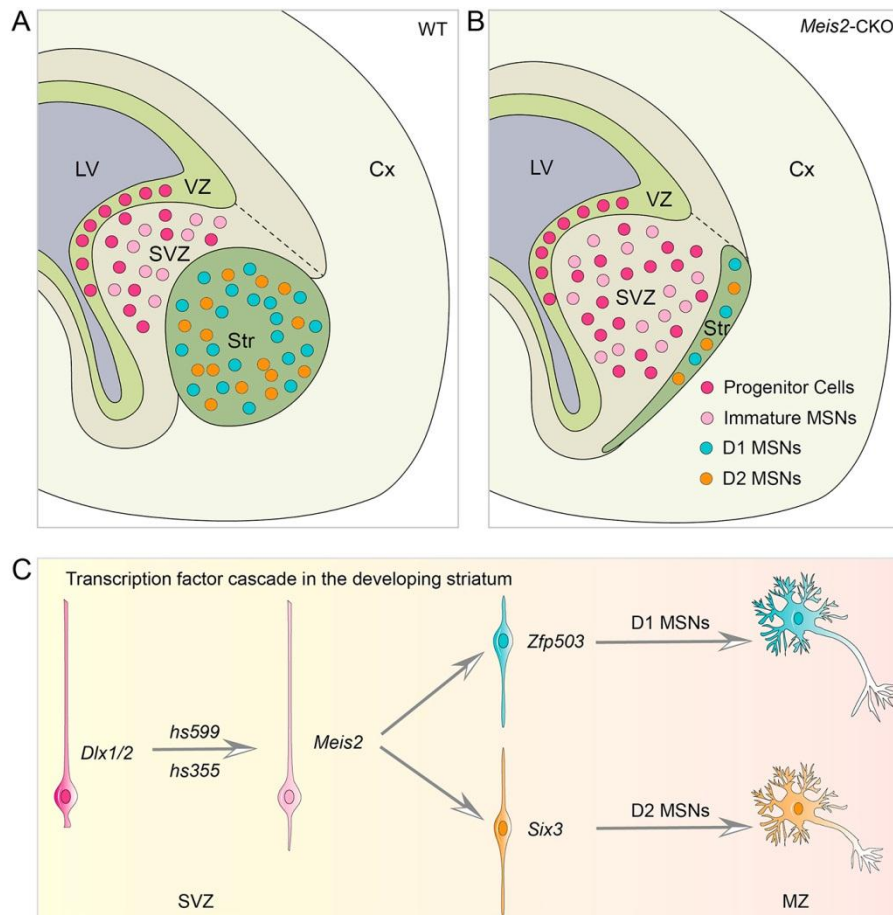 A
WT
LV
VZ
Cx
SVZ
Str
B
Meis2-CKO
LV
VZ
Cx
SVZ
Str
Progenitor Cells
Immature MSNs
D1 MSNs
D2 MSNs
C
Transcription factor cascade in the developing striatum
Dlx1/2
hs599
hs355
Meis2
Zfp503
D1 MSNs
Six3
D2 MSNs
SVZ
MZ